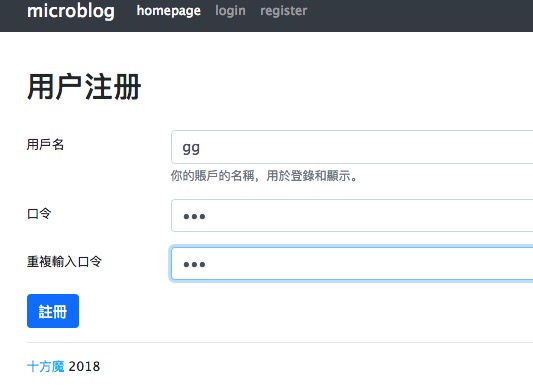 microblog homepage login register
用户注册
用戶名 gg
你的賬戶的名稱，用於登錄和顯示。
口令 •••
重複輸入口令 •••
註冊
十方魔 2018